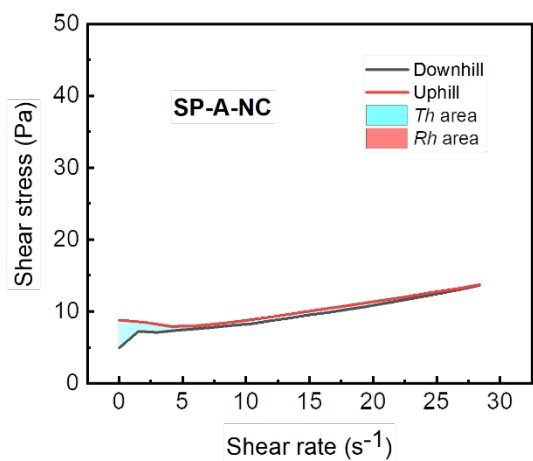 50
40
30
20
10
0
Shear stress (Pa)
SP-A-NC
Downhill
Uphill
Th area
Rh area
0 5 10 15 20 25 30
Shear rate (s⁻¹)